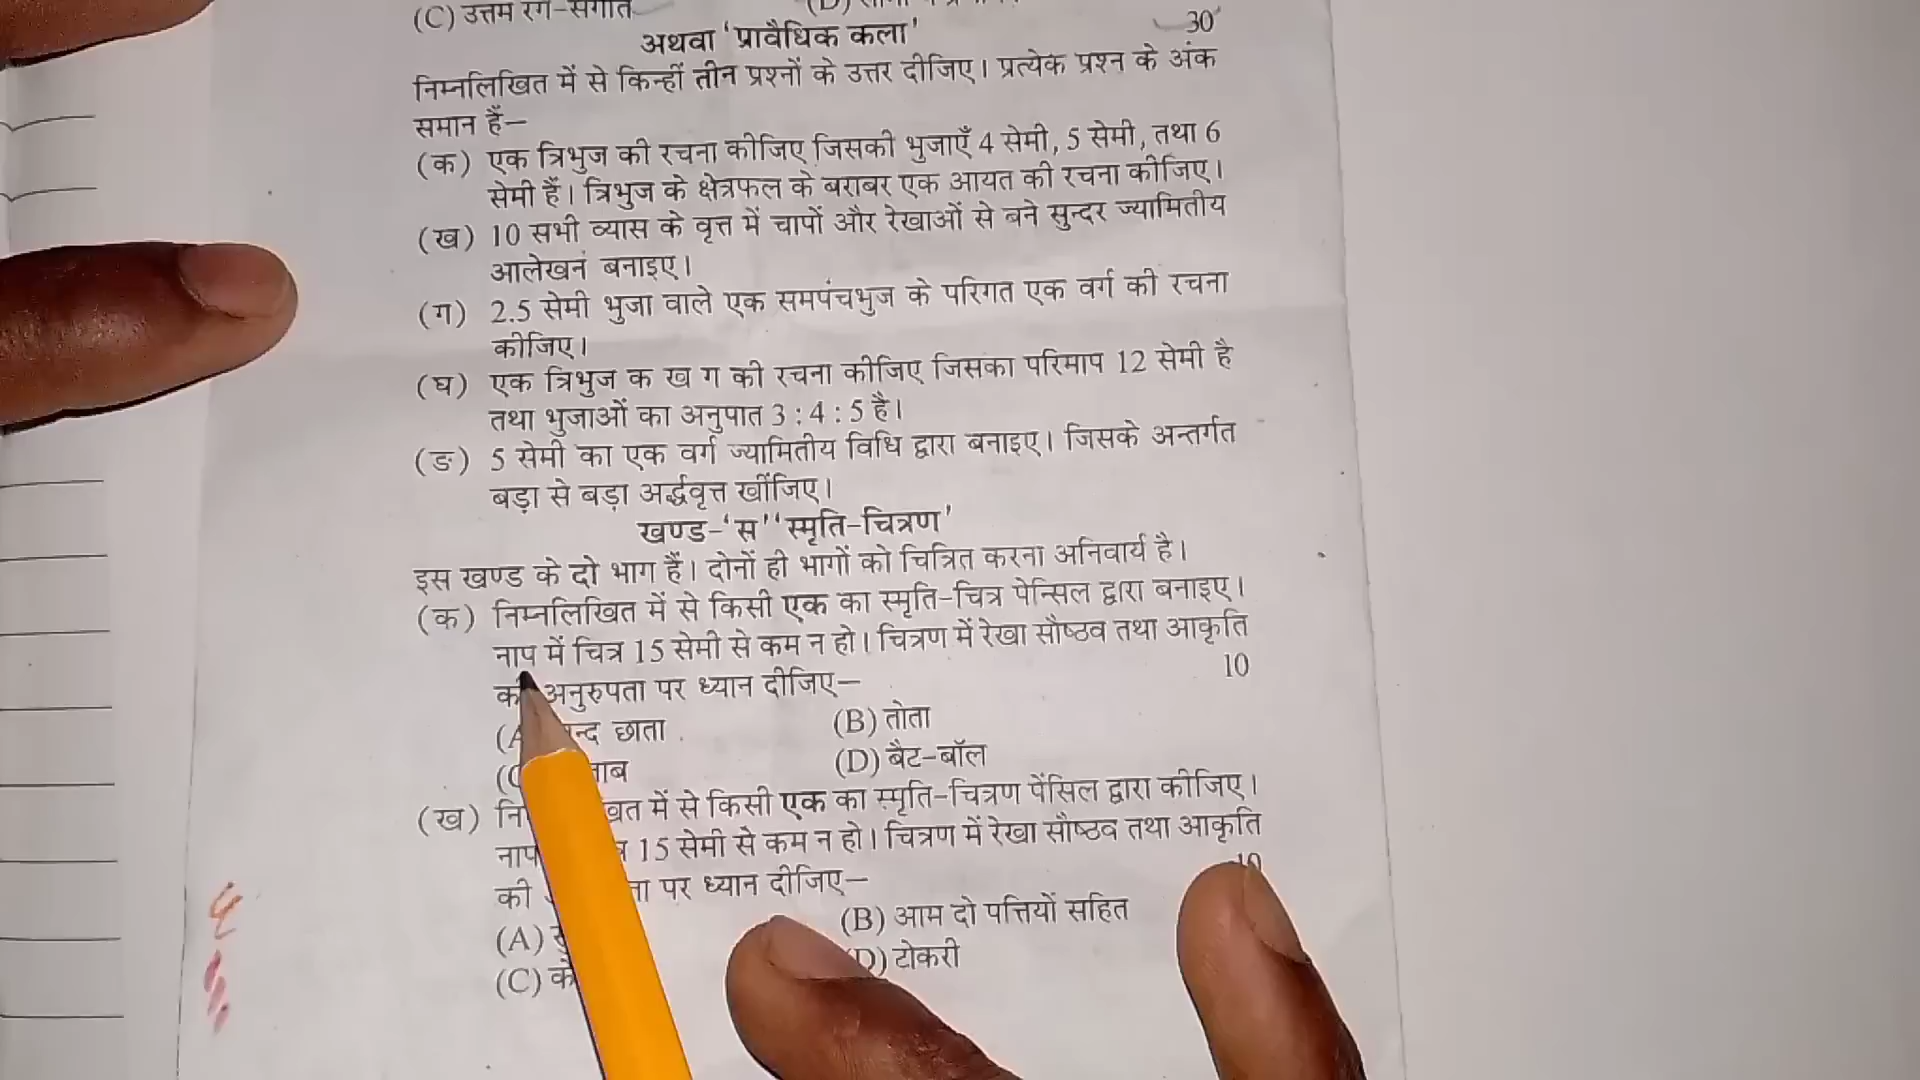 (C) उत्तम रंग-संगति
अथवा 'प्रावैधिक कला'
30
निम्नलिखित में से किन्हीं तीन प्रश्नों के उत्तर दीजिए। प्रत्येक प्रश्न के अंक
समान हैं—
(क) एक त्रिभुज की रचना कीजिए जिसकी भुजाएँ 4 सेमी, 5 सेमी, तथा 6
सेमी हैं। त्रिभुज के क्षेत्रफल के बराबर एक आयत की रचना कीजिए।
(ख) 10 सभी व्यास के वृत्त में चापों और रेखाओं से बने सुन्दर ज्यामितीय
आलेखन बनाइए।
(ग) 2.5 सेमी भुजा वाले एक समपंचभुज के परिगत एक वर्ग की रचना
कीजिए।
(घ) एक त्रिभुज क ख ग की रचना कीजिए जिसका परिमाप 12 सेमी है
तथा भुजाओं का अनुपात 3 : 4 : 5 है।
(ङ) 5 सेमी का एक वर्ग ज्यामितीय विधि द्वारा बनाइए। जिसके अन्तर्गत
बड़ा से बड़ा अर्द्धवृत्त खींजिए।
खण्ड-'स' 'स्मृति-चित्रण'
इस खण्ड के दो भाग हैं। दोनों ही भागों को चित्रित करना अनिवार्य है।
(क) निम्नलिखित में से किसी एक का स्मृति-चित्र पेन्सिल द्वारा बनाइए।
नाप में चित्र 15 सेमी से कम न हो। चित्रण में रेखा सौष्ठव तथा आकृति
की अनुरुपता पर ध्यान दीजिए—
10
छाता
(B) तोता
(D) बैट-बॉल
(ख) में से किसी एक का स्मृति-चित्रण पेंसिल द्वारा कीजिए।
नाप 15 सेमी से कम न हो। चित्रण में रेखा सौष्ठव तथा आकृति
की पर ध्यान दीजिए—
10
(A)
(B) आम दो पत्तियों सहित
(C)
(D) टोकरी